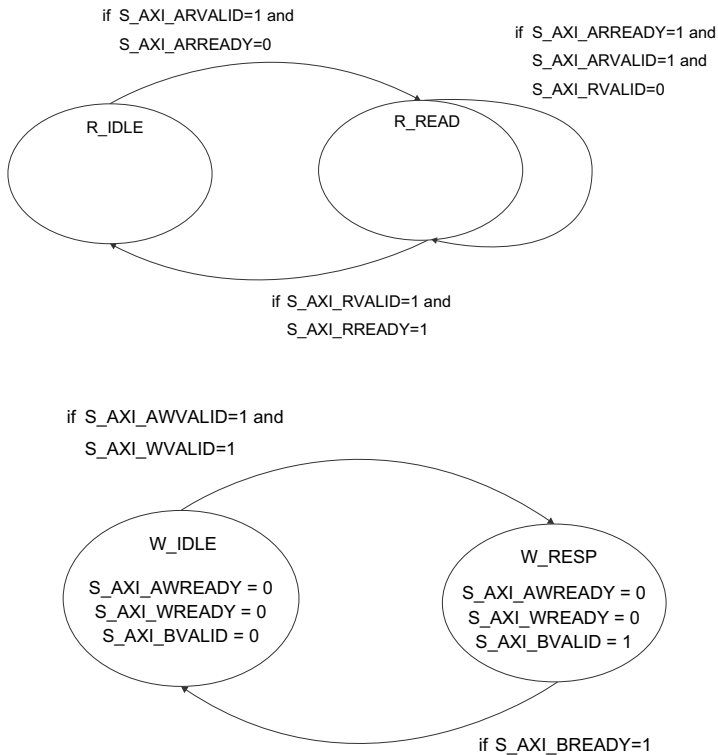 if S_AXI_ARVALID=1 and
S_AXI_ARREADY=0
if S_AXI_ARREADY=1 and
S_AXI_ARVALID=1 and
S_AXI_RVALID=0
R_IDLE
R_READ
if S_AXI_RVALID=1 and
S_AXI_RREADY=1
if S_AXI_AWVALID=1 and
S_AXI_WVALID=1
W_IDLE
S_AXI_AWREADY = 0
S_AXI_WREADY = 0
S_AXI_BVALID = 0
W_RESP
S_AXI_AWREADY = 0
S_AXI_WREADY = 0
S_AXI_BVALID = 1
if S_AXI_BREADY=1